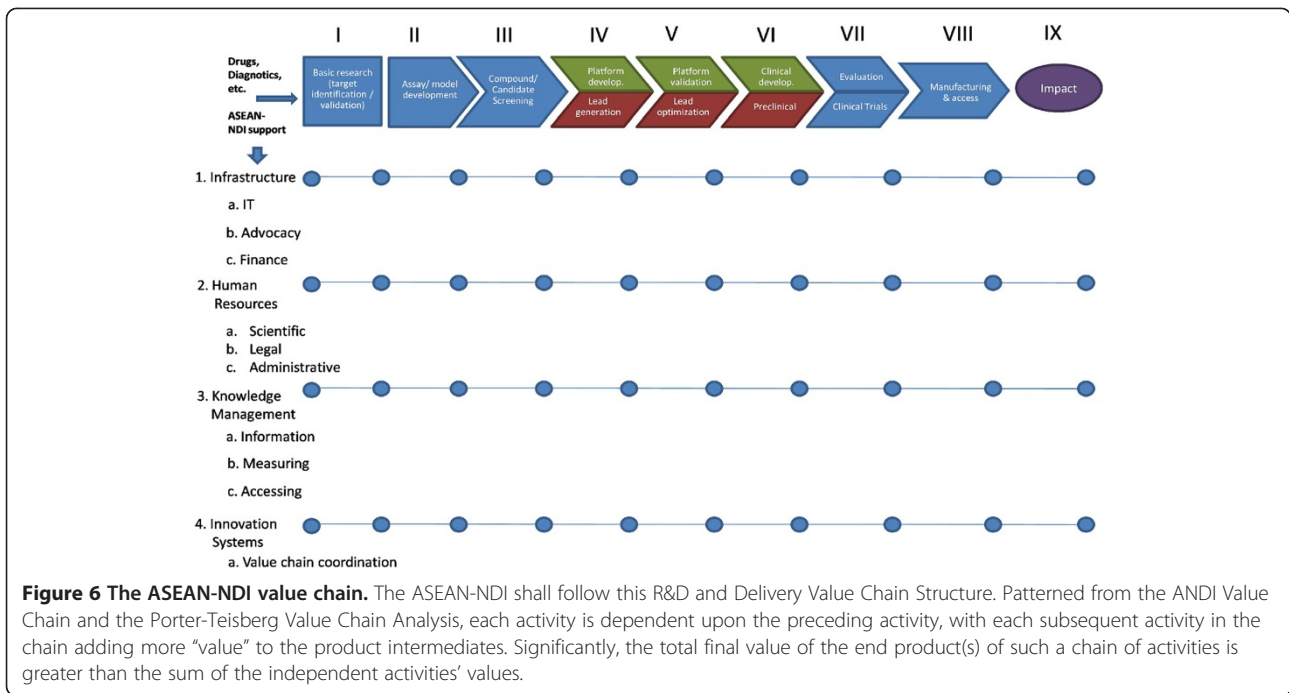 I II III IV V VI VII VIII IX
Drugs,
Diagnotics,
etc.
ASEAN-
NDI support
Basic research
(target
identification /
validation)
Assay/ model
development
Compound/
Candidate
Screening
Platform
develop.
Lead
generation
Platform
validation
Lead
optimization
Clinical
develop.
Preclinical
Evaluation
Clinical Trials
Manufacturing
& access
Impact
1. Infrastructure
a. IT
b. Advocacy
c. Finance
2. Human
Resources
a. Scientific
b. Legal
c. Administrative
3. Knowledge
Management
a. Information
b. Measuring
c. Accessing
4. Innovation
Systems
a. Value chain coordination
Figure 6 The ASEAN-NDI value chain. The ASEAN-NDI shall follow this R&D and Delivery Value Chain Structure. Patterned from the ANDI Value
Chain and the Porter-Teisberg Value Chain Analysis, each activity is dependent upon the preceding activity, with each subsequent activity in the
chain adding more “value” to the product intermediates. Significantly, the total final value of the end product(s) of such a chain of activities is
greater than the sum of the independent activities’ values.